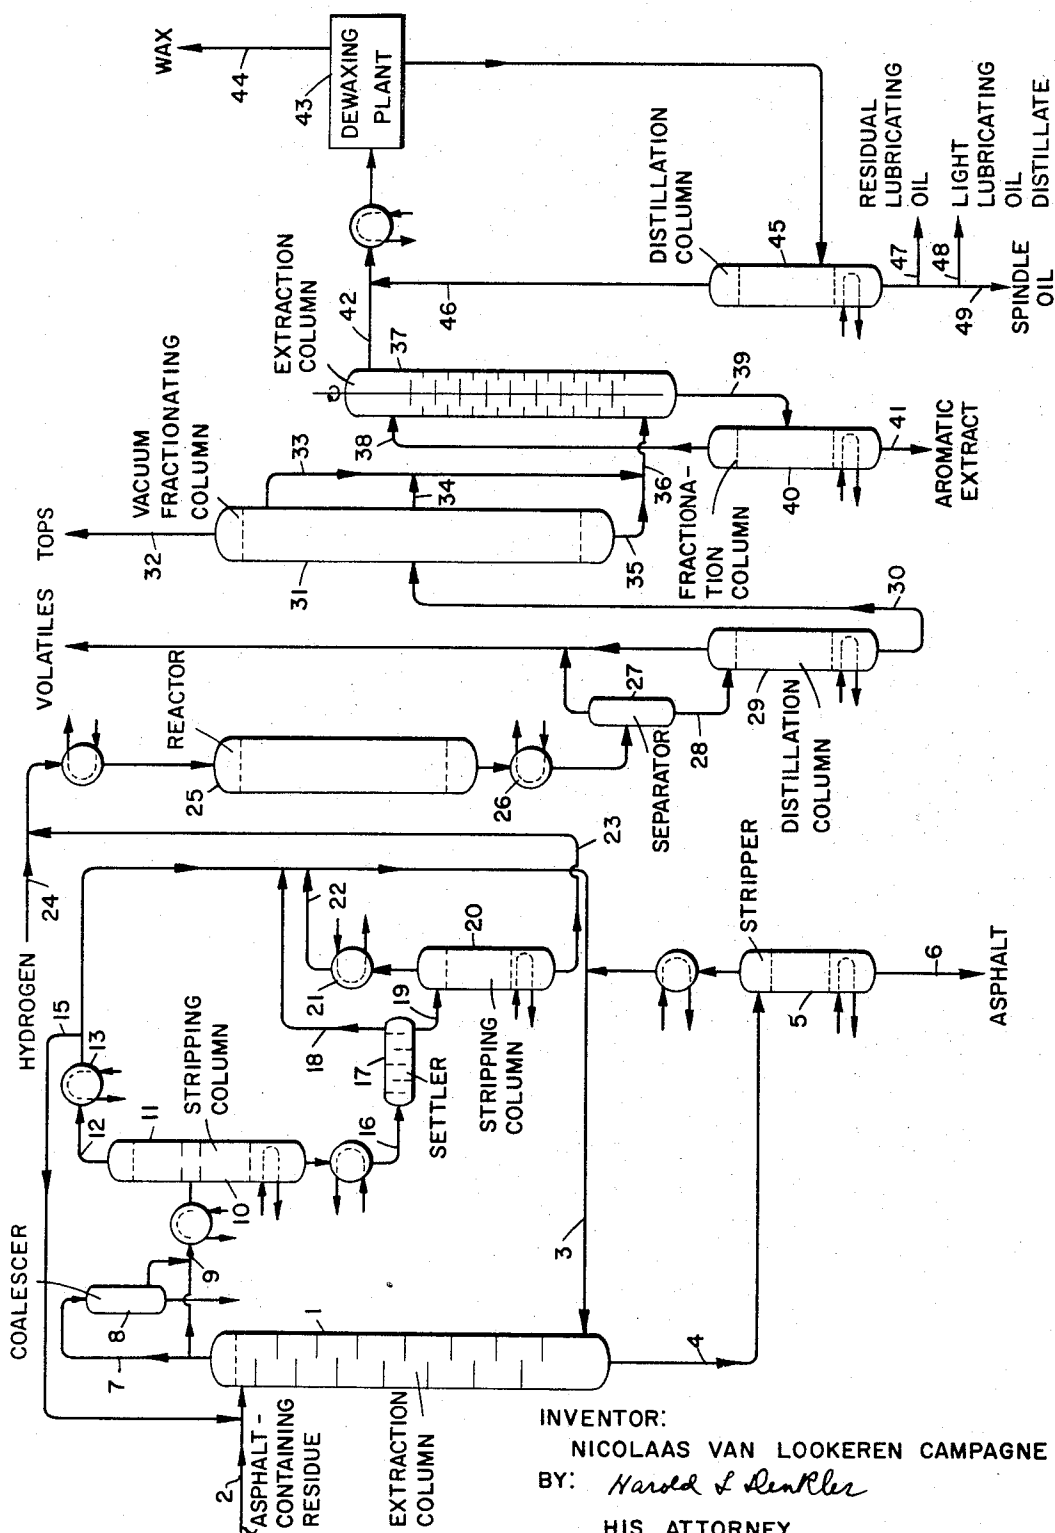 WAX
44
43
DEWAXING
PLANT
RESIDUAL
LUBRICATING
OIL
LIGHT
LUBRICATING
OIL
DISTILLATE
DISTILLATION
COLUMN
45
47
48
49
SPINDLE
OIL
46
42
EXTRACTION
COLUMN
37
39
38
41
AROMATIC
EXTRACT
40
36
FRACTIONA-
TION
COLUMN
VACUUM
FRACTIONATING
COLUMN
33
34
35
TOPS
32
31
30
VOLATILES
REACTOR
25
26
27
SEPARATOR
28
29
DISTILLATION
COLUMN
23
24
HYDROGEN
15
13
12
11
STRIPPING
COLUMN
10
22
21
20
19
18
17
SETTLER
16
STRIPPING
COLUMN
STRIPPER
5
6
ASPHALT
COALESCER
8
9
7
1
3
4
2
ASPHALT-
CONTAINING
RESIDUE
EXTRACTION
COLUMN
INVENTOR:
NICOLAAS VAN LOOKEREN CAMPAGNE
BY: Harold L Denkler
HIS ATTORNEY